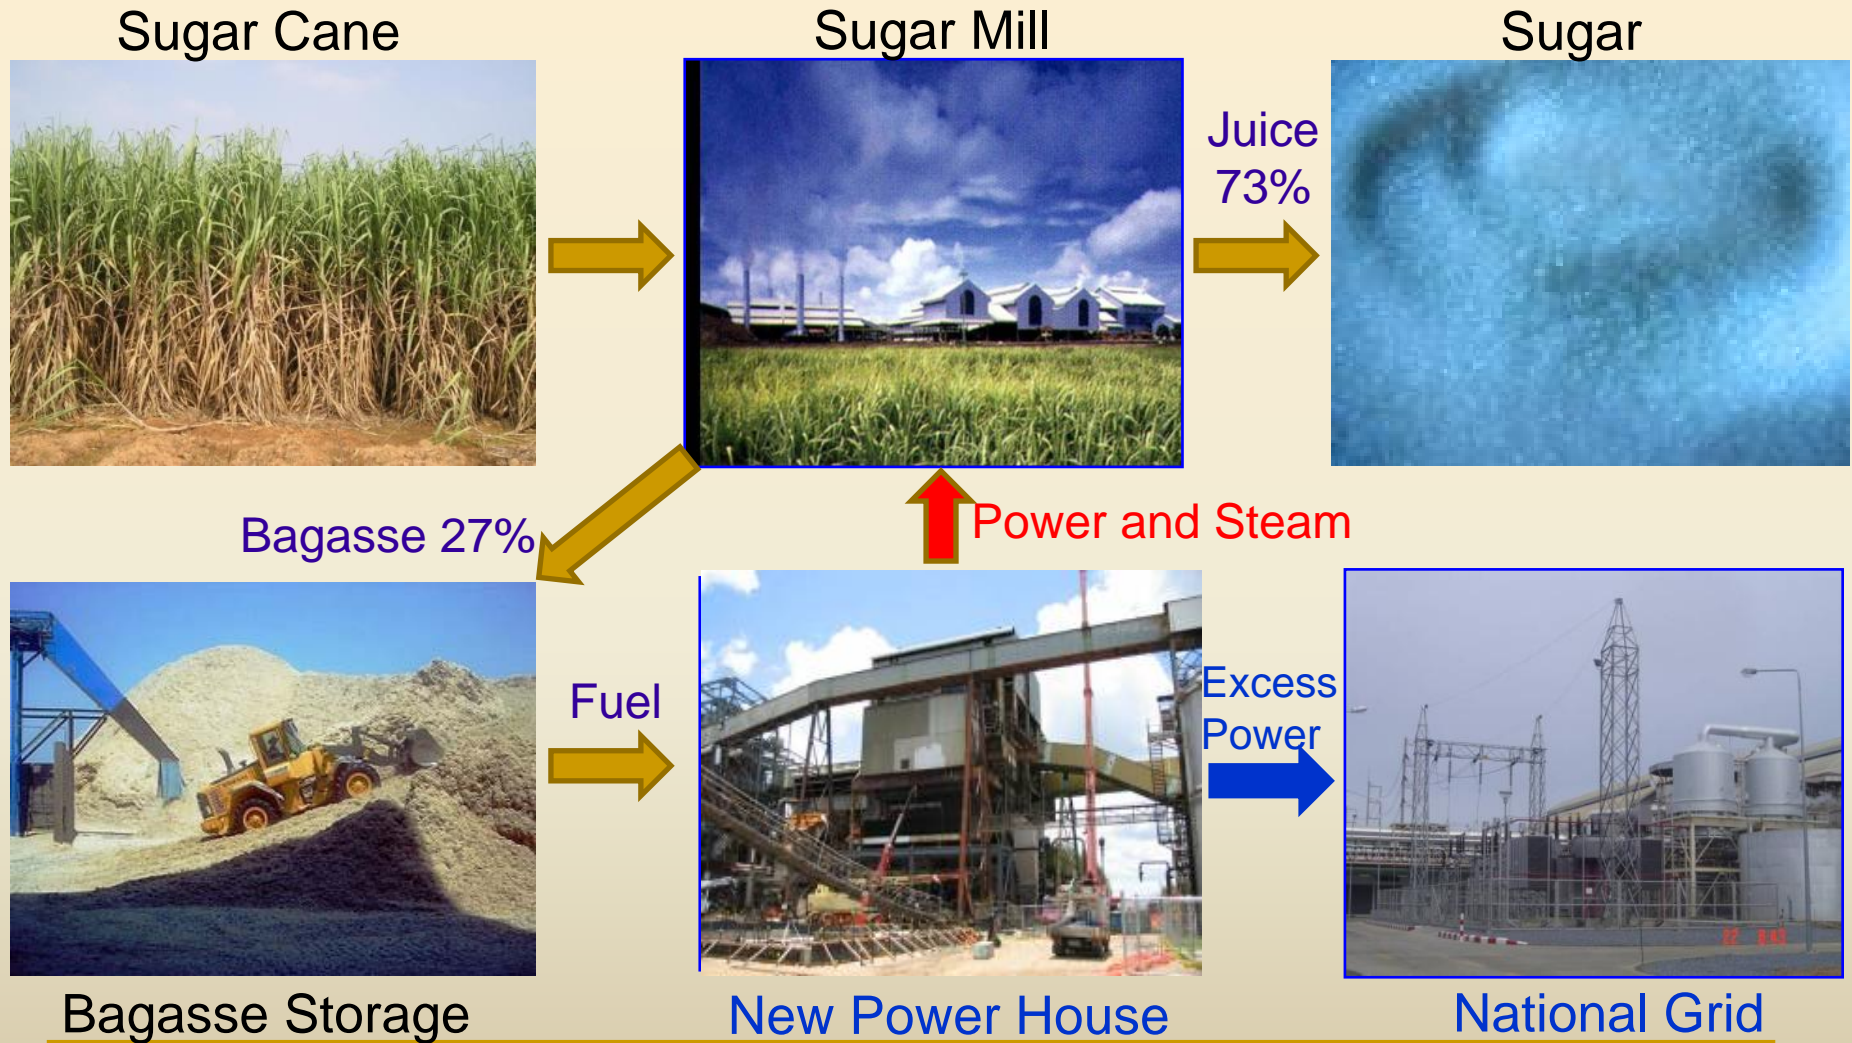 Sugar Cane
Sugar Mill
Sugar
Juice
73%
Bagasse 27%
Power and Steam
Fuel
Excess
Power
Bagasse Storage
New Power House
National Grid